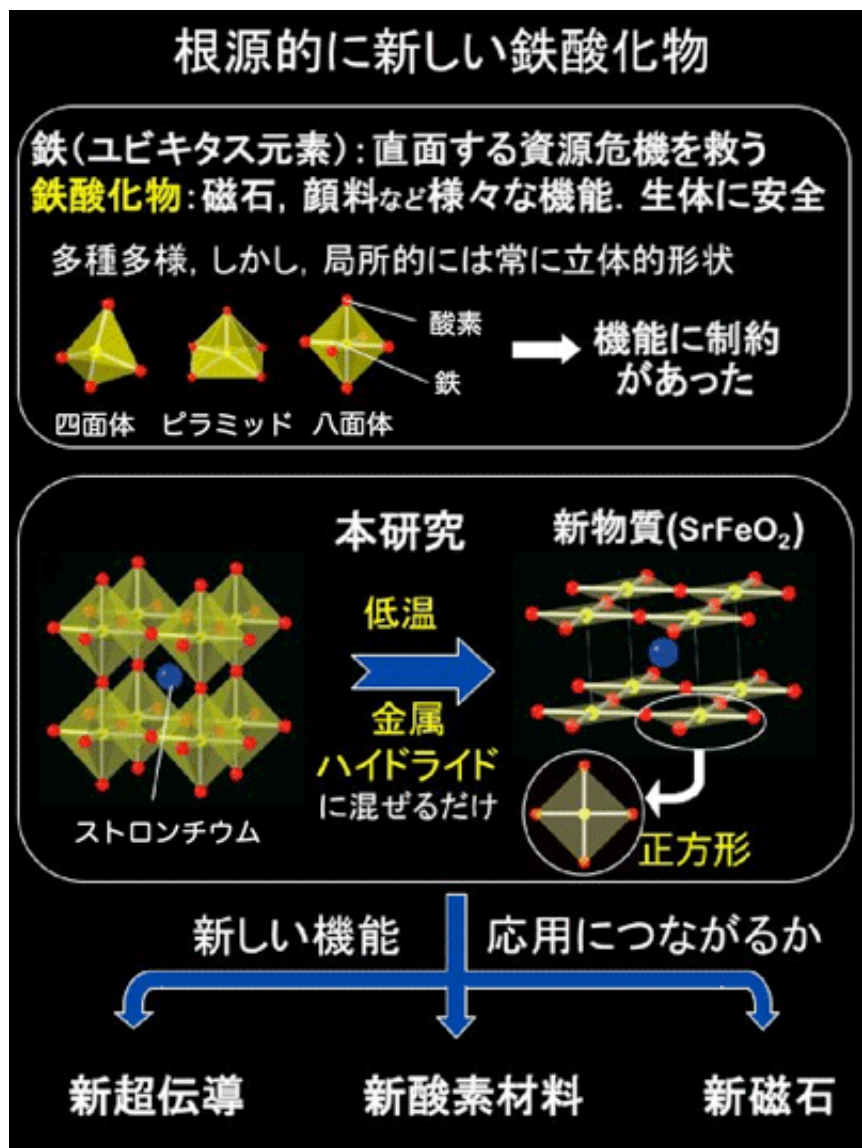 根源的に新しい鉄酸化物
鉄(ユビキタス元素):直面する資源危機を救う
鉄酸化物:磁石,顔料など様々な機能.生体に安全
多種多様,しかし,局所的には常に立体的形状
酸素
鉄
四面体 ピラミッド 八面体
機能に制約
があった
本研究
新物質(SrFeO₂)
低温
金属
ハイドライド
に混ぜるだけ
ストロンチウム
正方形
新しい機能 応用につながるか
新超伝導 新酸素材料 新磁石